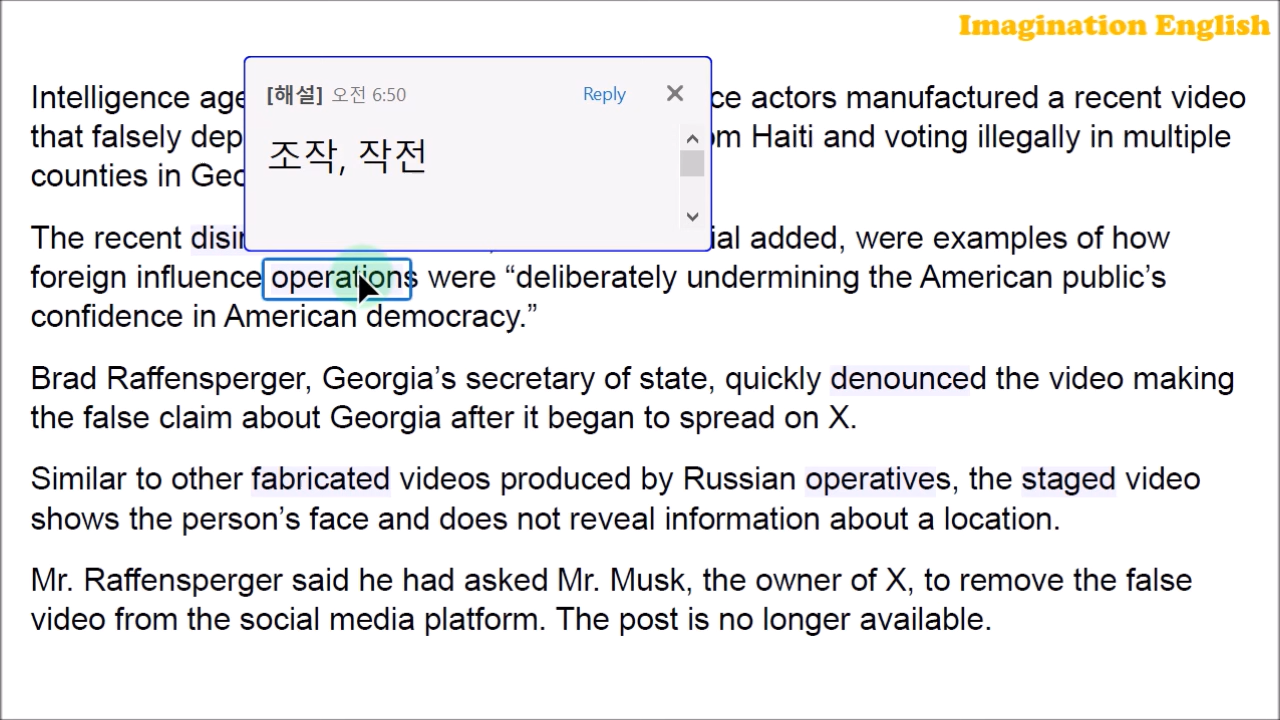 Imagination English
[해설] 오전 6:50 Reply
조작, 작전
Intelligence actors manufactured a recent video
that falsely Haiti and voting illegally in multiple
counties in
The recent added, were examples of how
foreign influence operations were “deliberately undermining the American public’s
confidence in American democracy.”
Brad Raffensperger, Georgia’s secretary of state, quickly denounced the video making
the false claim about Georgia after it began to spread on X.
Similar to other fabricated videos produced by Russian operatives, the staged video
shows the person’s face and does not reveal information about a location.
Mr. Raffensperger said he had asked Mr. Musk, the owner of X, to remove the false
video from the social media platform. The post is no longer available.